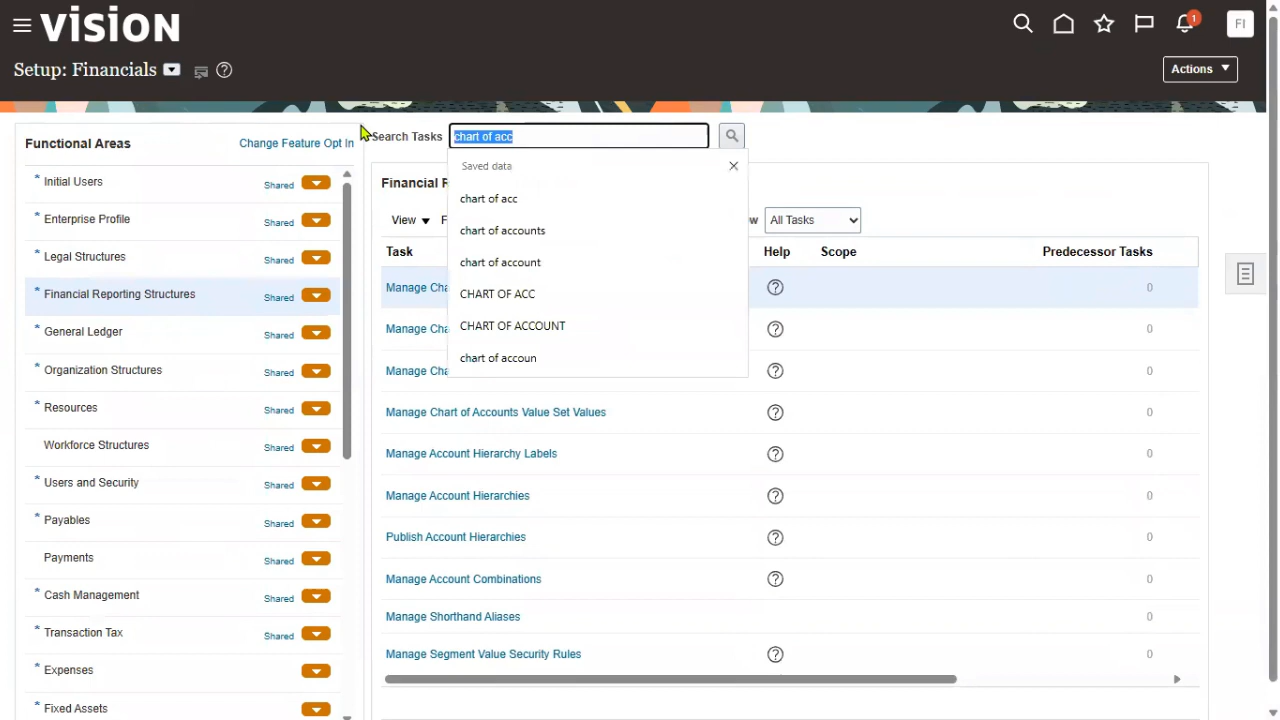 vision
1
FI
Setup: Financials
Actions
Functional Areas
Change Feature Opt In
* Initial Users Shared
* Enterprise Profile Shared
* Legal Structures Shared
* Financial Reporting Structures Shared
* General Ledger Shared
* Organization Structures Shared
* Resources Shared
Workforce Structures Shared
* Users and Security Shared
* Payables Shared
Payments Shared
* Cash Management Shared
* Transaction Tax Shared
* Expenses
* Fixed Assets
Search Tasks chart of acc
Saved data
chart of acc
chart of accounts
chart of account
CHART OF ACC
CHART OF ACCOUNT
chart of accoun
Financial R
View F w All Tasks
Task Help Scope Predecessor Tasks
Manage Cha 0
Manage Cha 0
Manage Cha 0
Manage Chart of Accounts Value Set Values 0
Manage Account Hierarchy Labels 0
Manage Account Hierarchies 0
Publish Account Hierarchies 0
Manage Account Combinations 0
Manage Shorthand Aliases 0
Manage Segment Value Security Rules 0